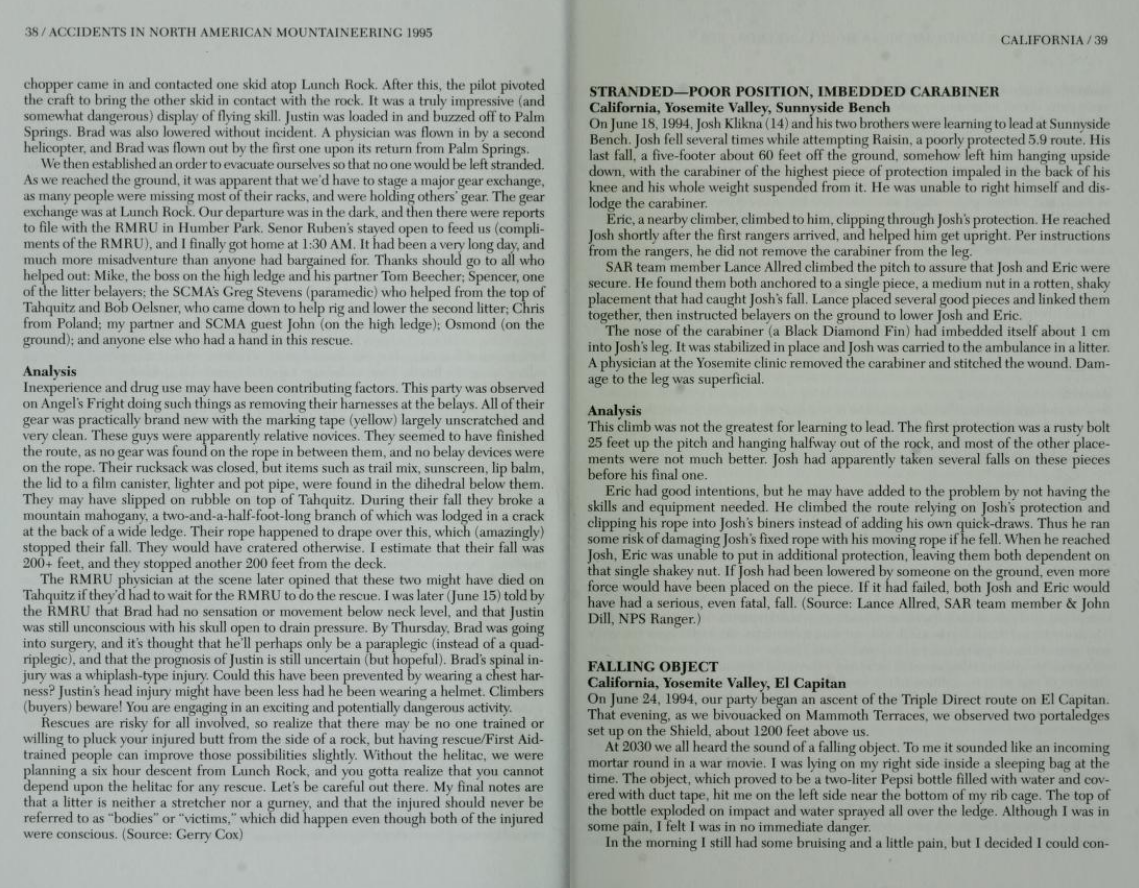 38 / ACCIDENTS IN NORTH AMERICAN MOUNTAINEERING 1995
chopper came in and contacted one skid atop Lunch Rock. After this, the pilot pivoted
the craft to bring the other skid in contact with the rock. It was a truly impressive (and
somewhat dangerous) display of flying skill. Justin was loaded in and buzzed off to Palm
Springs. Brad was also lowered without incident. A physician was flown in by a second
helicopter, and Brad was flown out by the first one upon its return from Palm Springs.
We then established an order to evacuate ourselves so that no one would be left stranded.
As we reached the ground, it was apparent that we'd have to stage a major gear exchange,
as many people were missing most of their racks, and were holding others' gear. The gear
exchange was at Lunch Rock. Our departure was in the dark, and then there were reports
to file with the RMRU in Humber Park. Senor Ruben's stayed open to feed us (compli-
ments of the RMRU), and I finally got home at 1:30 AM. It had been a very long day, and
much more misadventure than anyone had bargained for. Thanks should go to all who
helped out: Mike, the boss on the high ledge and his partner Tom Beecher; Spencer, one
of the litter belayers; the SCMA's Greg Stevens (paramedic) who helped from the top of
Tahquitz and Bob Oelsner, who came down to help rig and lower the second litter; Chris
from Poland; my partner and SCMA guest John (on the high ledge); Osmond (on the
ground); and anyone else who had a hand in this rescue.
Analysis
Inexperience and drug use may have been contributing factors. This party was observed
on Angel's Fright doing such things as removing their harnesses at the belays. All of their
gear was practically brand new with the marking tape (yellow) largely unscratched and
very clean. These guys were apparently relative novices. They seemed to have finished
the route, as no gear was found on the rope in between them, and no belay devices were
on the rope. Their rucksack was closed, but items such as trail mix, sunscreen, lip balm,
the lid to a film canister, lighter and pot pipe, were found in the dihedral below them.
They may have slipped on rubble on top of Tahquitz. During their fall they broke a
mountain mahogany, a two-and-a-half-foot-long branch of which was lodged in a crack
at the back of a wide ledge. Their rope happened to drape over this, which (amazingly)
stopped their fall. They would have cratered otherwise. I estimate that their fall was
200+ feet, and they stopped another 200 feet from the deck.
The RMRU physician at the scene later opined that these two might have died on
Tahquitz if they'd had to wait for the RMRU to do the rescue. I was later (June 15) told by
the RMRU that Brad had no sensation or movement below neck level, and that Justin
was still unconscious with his skull open to drain pressure. By Thursday, Brad was going
into surgery, and it's thought that he'll perhaps only be a paraplegic (instead of a quad-
riplegic), and that the prognosis of Justin is still uncertain (but hopeful). Brad's spinal in-
jury was a whiplash-type injury. Could this have been prevented by wearing a chest har-
ness? Justin's head injury might have been less had he been wearing a helmet. Climbers
(buyers) beware! You are engaging in an exciting and potentially dangerous activity.
Rescues are risky for all involved, so realize that there may be no one trained or
willing to pluck your injured butt from the side of a rock, but having rescue/First Aid-
trained people can improve those possibilities slightly. Without the helitac, we were
planning a six hour descent from Lunch Rock, and you gotta realize that you cannot
depend upon the helitac for any rescue. Let's be careful out there. My final notes are
that a litter is neither a stretcher nor a gurney, and that the injured should never be
referred to as "bodies" or "victims," which did happen even though both of the injured
were conscious. (Source: Gerry Cox)
CALIFORNIA / 39
STRANDED—POOR POSITION, IMBEDDED CARABINER
California, Yosemite Valley, Sunnyside Bench
On June 18, 1994, Josh Klikna (14) and his two brothers were learning to lead at Sunnyside
Bench. Josh fell several times while attempting Raisin, a poorly protected 5.9 route. His
last fall, a five-footer about 60 feet off the ground, somehow left him hanging upside
down, with the carabiner of the highest piece of protection impaled in the back of his
knee and his whole weight suspended from it. He was unable to right himself and dis-
lodge the carabiner.
Eric, a nearby climber, climbed to him, clipping through Josh's protection. He reached
Josh shortly after the first rangers arrived, and helped him get upright. Per instructions
from the rangers, he did not remove the carabiner from the leg.
SAR team member Lance Allred climbed the pitch to assure that Josh and Eric were
secure. He found them both anchored to a single piece, a medium nut in a rotten, shaky
placement that had caught Josh's fall. Lance placed several good pieces and linked them
together, then instructed belayers on the ground to lower Josh and Eric.
The nose of the carabiner (a Black Diamond Fin) had imbedded itself about 1 cm
into Josh's leg. It was stabilized in place and Josh was carried to the ambulance in a litter.
A physician at the Yosemite clinic removed the carabiner and stitched the wound. Dam-
age to the leg was superficial.
Analysis
This climb was not the greatest for learning to lead. The first protection was a rusty bolt
25 feet up the pitch and hanging halfway out of the rock, and most of the other place-
ments were not much better. Josh had apparently taken several falls on these pieces
before his final one.
Eric had good intentions, but he may have added to the problem by not having the
skills and equipment needed. He climbed the route relying on Josh's protection and
clipping his rope into Josh's biners instead of adding his own quick-draws. Thus he ran
some risk of damaging Josh's fixed rope with his moving rope if he fell. When he reached
Josh, Eric was unable to put in additional protection, leaving them both dependent on
that single shakey nut. If Josh had been lowered by someone on the ground, even more
force would have been placed on the piece. If it had failed, both Josh and Eric would
have had a serious, even fatal, fall. (Source: Lance Allred, SAR team member & John
Dill, NPS Ranger.)
FALLING OBJECT
California, Yosemite Valley, El Capitan
On June 24, 1994, our party began an ascent of the Triple Direct route on El Capitan.
That evening, as we bivouacked on Mammoth Terraces, we observed two portaledges
set up on the Shield, about 1200 feet above us.
At 2030 we all heard the sound of a falling object. To me it sounded like an incoming
mortar round in a war movie. I was lying on my right side inside a sleeping bag at the
time. The object, which proved to be a two-liter Pepsi bottle filled with water and cov-
ered with duct tape, hit me on the left side near the bottom of my rib cage. The top of
the bottle exploded on impact and water sprayed all over the ledge. Although I was in
some pain, I felt I was in no immediate danger.
In the morning I still had some bruising and a little pain, but I decided I could con-